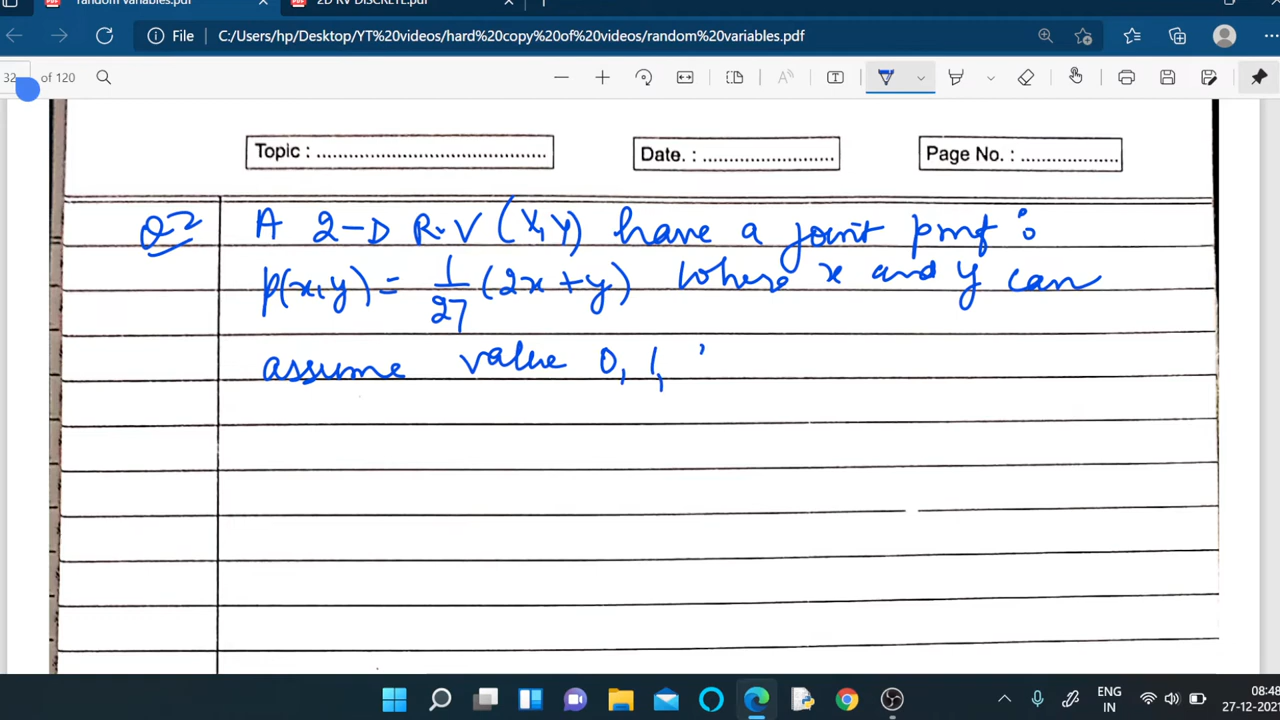 random variables.pdf
2D RV DISCRETE.pdf
File
C:/Users/hp/Desktop/YT%20videos/hard%20copy%20of%20videos/random%20variables.pdf
32 of 120
Topic : ............................................
Date. : .........................
Page No. : ...................
Q2 A 2-D R.V (X,Y) have a joint pmf :
p(x,y) = 1/27 (2x+y) where x and y can
assume value 0, 1,
ENG
IN
08:48
27-12-202